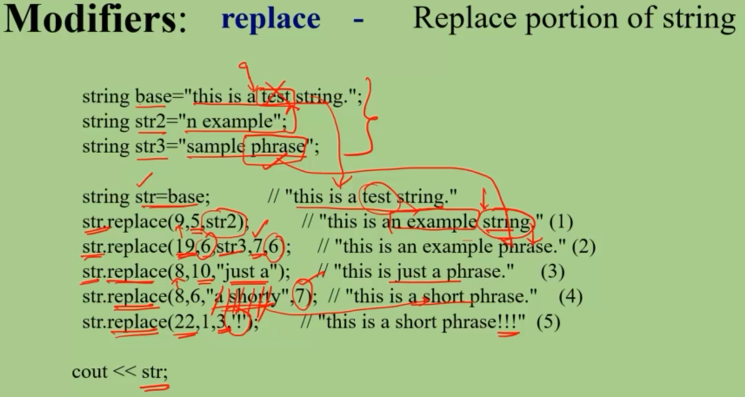 Modifiers: replace - Replace portion of string
string base="this is a test string.";
string str2="n example";
string str3="sample phrase";
string str=base; // "this is a test string."
str.replace(9,5,str2); // "this is an example string." (1)
str.replace(19,6,str3,7,6); // "this is an example phrase." (2)
str.replace(8,10,"just a"); // "this is just a phrase." (3)
str.replace(8,6,"a shorty",7); // "this is a short phrase." (4)
str.replace(22,1,3,'!'); // "this is a short phrase!!!" (5)
cout << str;